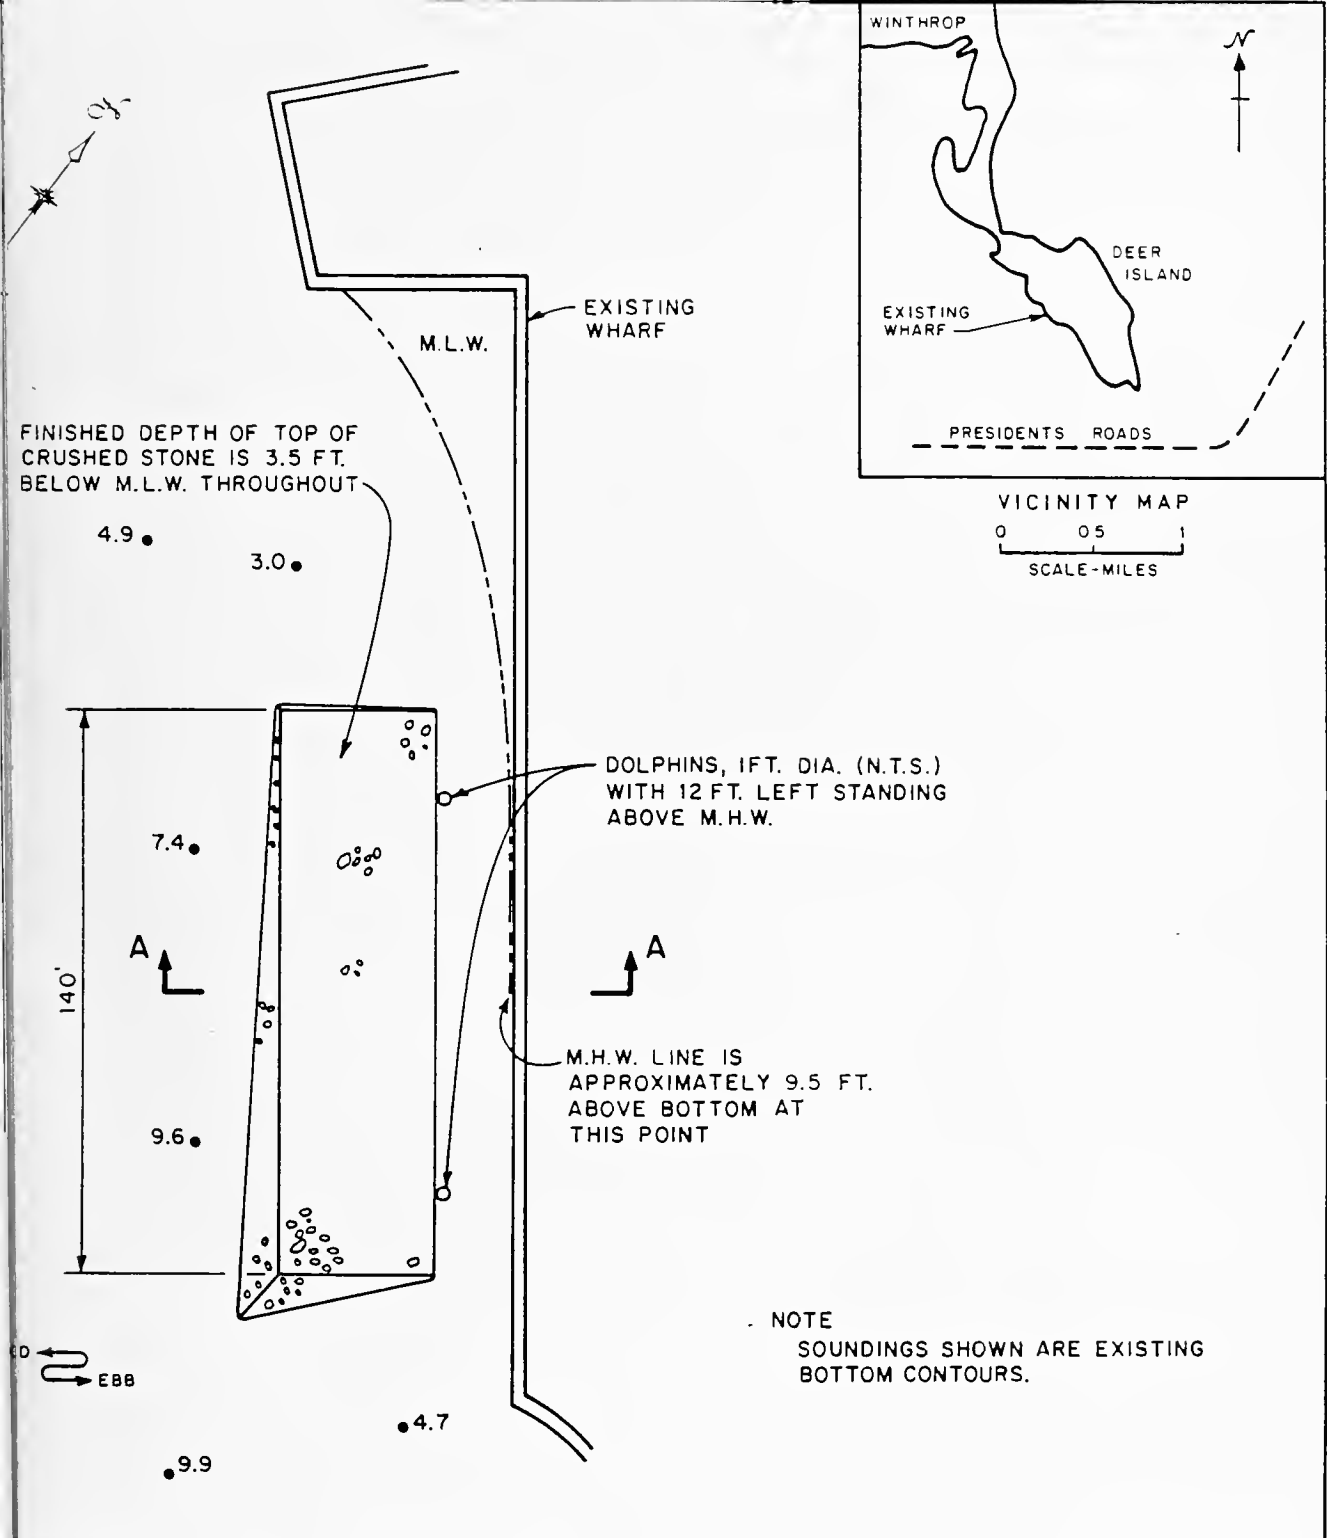 WINTHROP
N
DEER
ISLAND
EXISTING
WHARF
PRESIDENTS ROADS
VICINITY MAP
0 0.5 1
SCALE-MILES
N
EXISTING
WHARF
M.L.W.
FINISHED DEPTH OF TOP OF
CRUSHED STONE IS 3.5 FT.
BELOW M.L.W. THROUGHOUT
4.9
3.0
DOLPHINS, 1FT. DIA. (N.T.S.)
WITH 12 FT. LEFT STANDING
ABOVE M.H.W.
7.4
A
A
140'
M.H.W. LINE IS
APPROXIMATELY 9.5 FT.
ABOVE BOTTOM AT
THIS POINT
9.6
NOTE
SOUNDINGS SHOWN ARE EXISTING
BOTTOM CONTOURS.
D
EBB
4.7
9.9